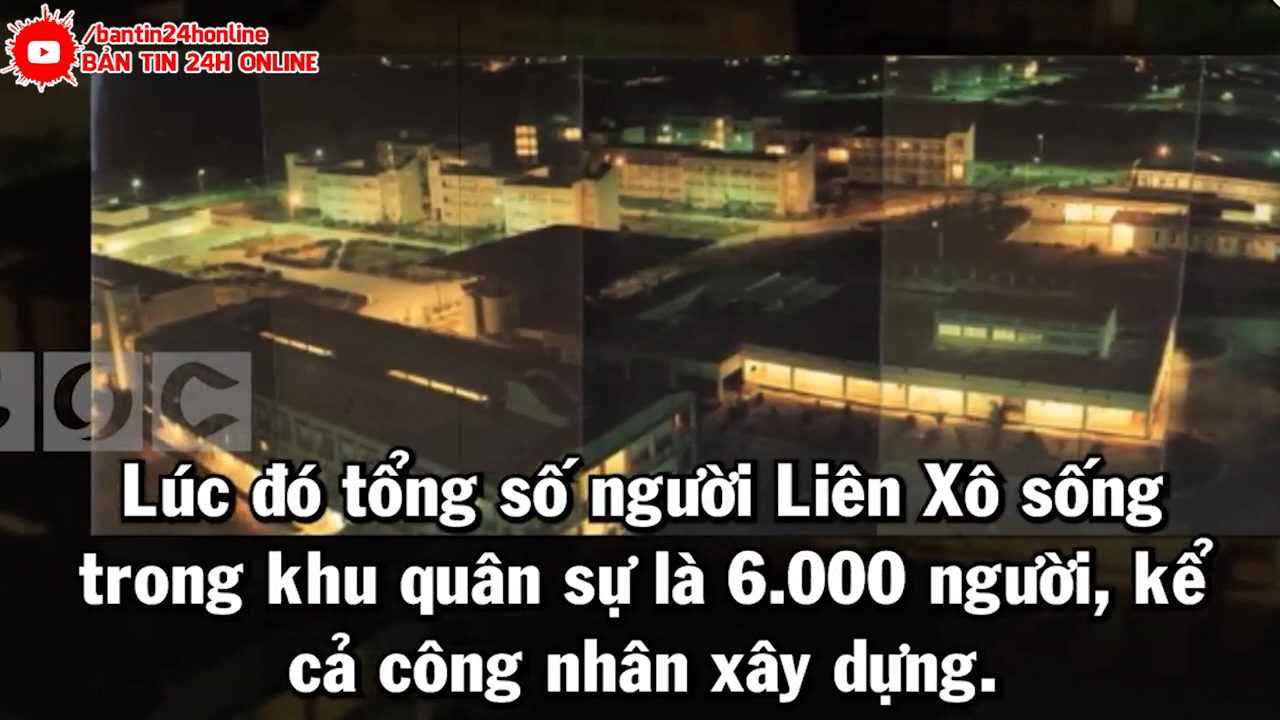 /bantin24honline
BẢN TIN 24H ONLINE
Lúc đó tổng số người Liên Xô sống
trong khu quân sự là 6.000 người, kể
cả công nhân xây dựng.